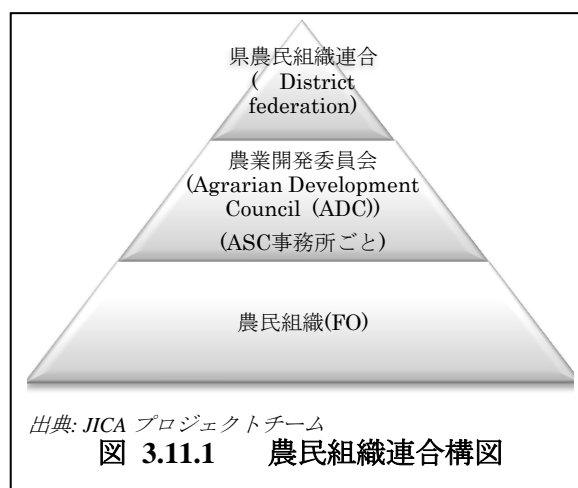 県農民組織連合
( District
federation)
農業開発委員会
(Agrarian Development
Council (ADC))
(ASC事務所ごと)
農民組織(FO)
出典: JICA プロジェクトチーム
図 3.11.1 農民組織連合構図